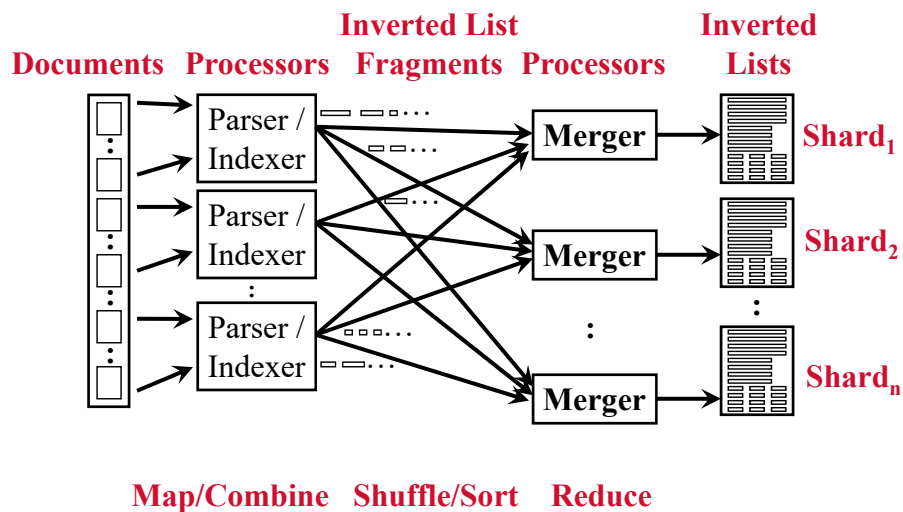 Documents
Processors
Inverted List
Fragments
Processors
Inverted
Lists
Parser /
Indexer
Merger
Shard1
Parser /
Indexer
Merger
Shard2
Parser /
Indexer
Merger
Shardn
Map/Combine
Shuffle/Sort
Reduce